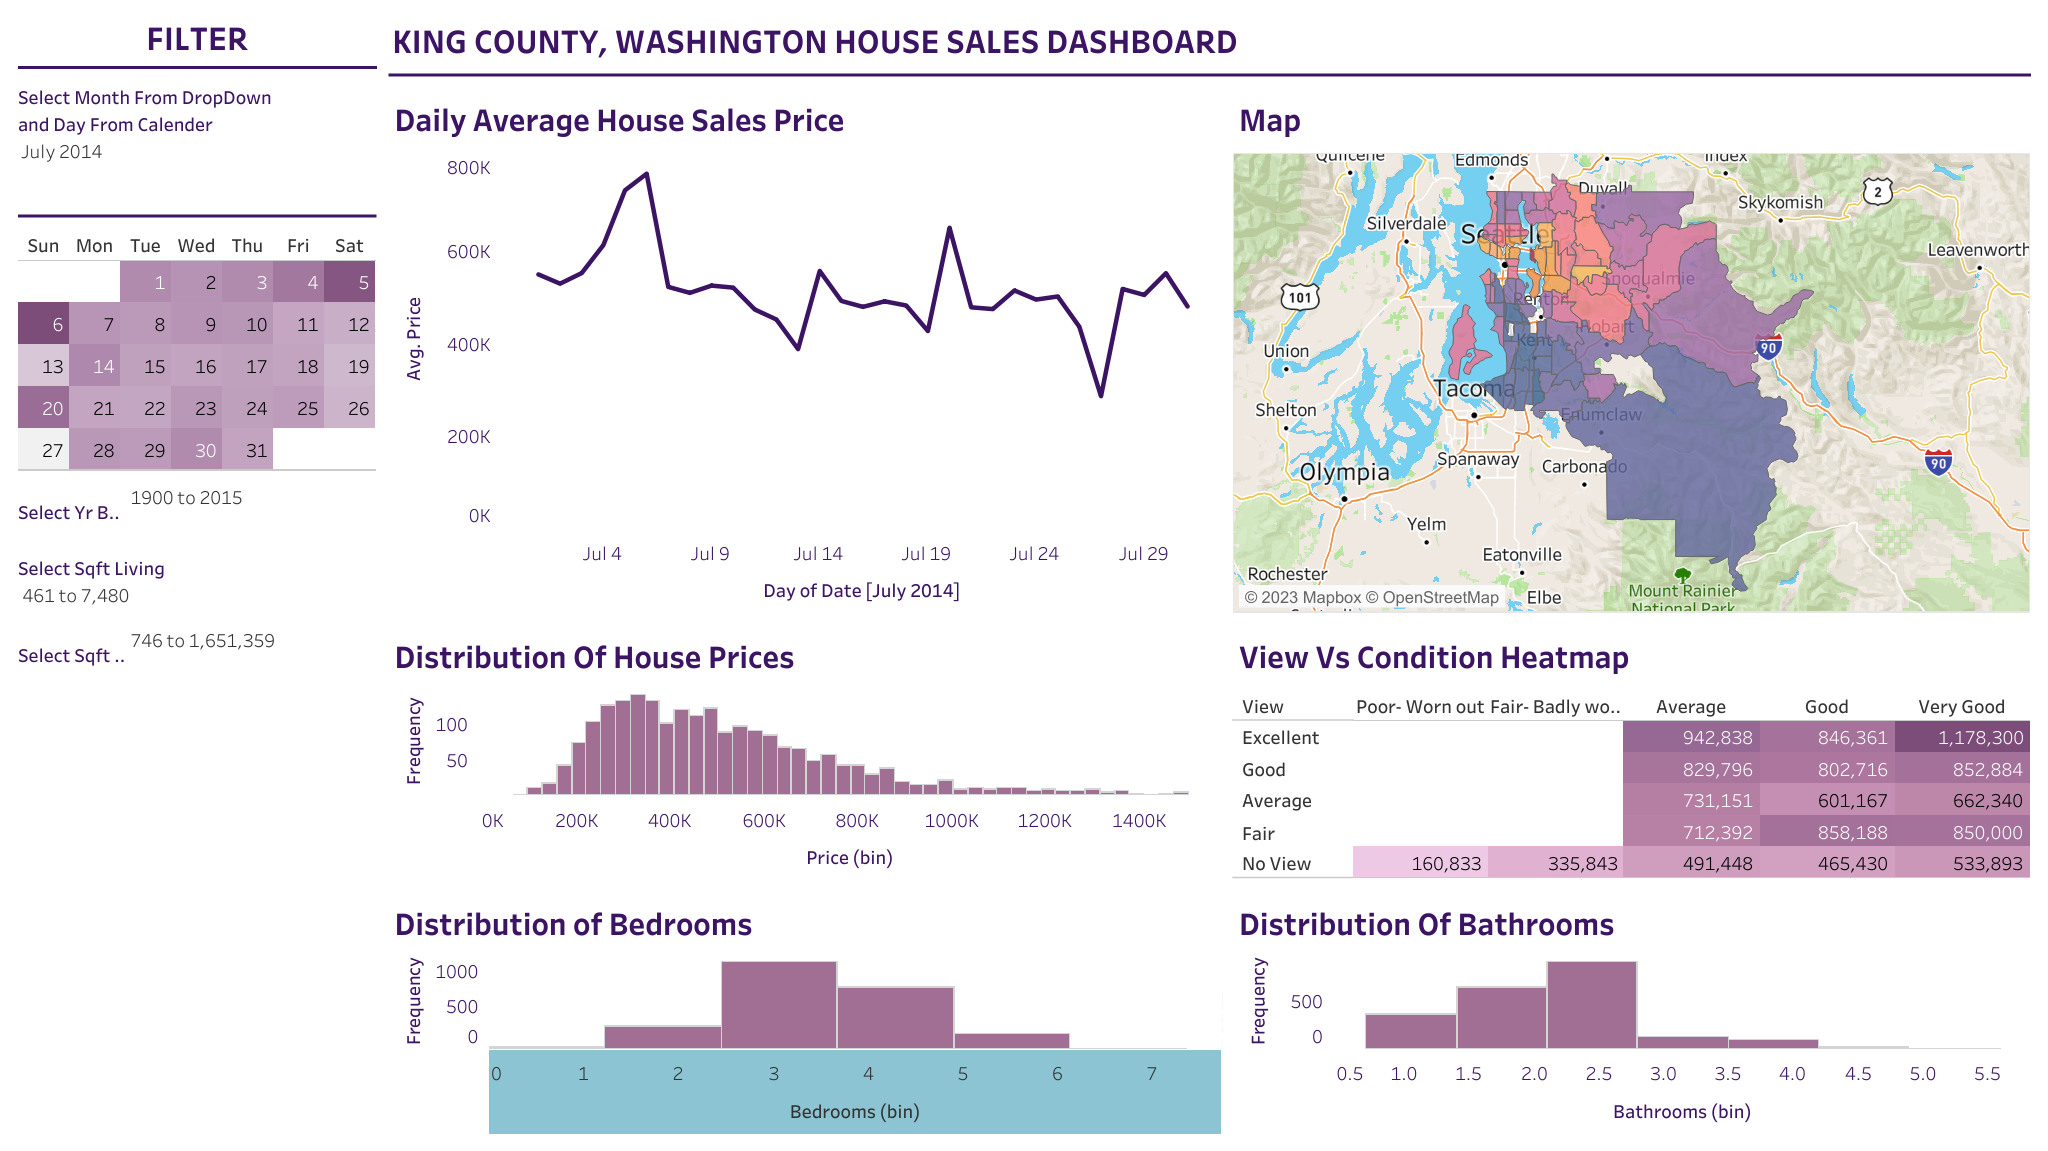 FILTER
Select Month From DropDown
and Day From Calender
July 2014
Sun Mon Tue Wed Thu Fri Sat
1 2 3 4 5
6 7 8 9 10 11 12
13 14 15 16 17 18 19
20 21 22 23 24 25 26
27 28 29 30 31
1900 to 2015
Select Yr B..
Select Sqft Living
461 to 7,480
746 to 1,651,359
Select Sqft ..
KING COUNTY, WASHINGTON HOUSE SALES DASHBOARD
Daily Average House Sales Price
800K
600K
400K
200K
0K
Avg. Price
Jul 4 Jul 9 Jul 14 Jul 19 Jul 24 Jul 29
Day of Date [July 2014]
Map
Quilcene
Edmonds
Index
Duvall
2
Skykomish
Silverdale
Seattle
Leavenworth
Snoqualmie
101
Renton
Hobart
Kent
90
Union
Tacoma
Shelton
Enumclaw
Spanaway
Carbonado
90
Olympia
Yelm
Eatonville
Rochester
Mount Rainier
National Park
Elbe
© 2023 Mapbox © OpenStreetMap
Distribution Of House Prices
Frequency
100
50
0K 200K 400K 600K 800K 1000K 1200K 1400K
Price (bin)
View Vs Condition Heatmap
View Poor- Worn out Fair- Badly wo.. Average Good Very Good
Excellent 942,838 846,361 1,178,300
Good 829,796 802,716 852,884
Average 731,151 601,167 662,340
Fair 712,392 858,188 850,000
No View 160,833 335,843 491,448 465,430 533,893
Distribution of Bedrooms
Frequency
1000
500
0
0 1 2 3 4 5 6 7
Bedrooms (bin)
Distribution Of Bathrooms
Frequency
500
0
0.5 1.0 1.5 2.0 2.5 3.0 3.5 4.0 4.5 5.0 5.5
Bathrooms (bin)